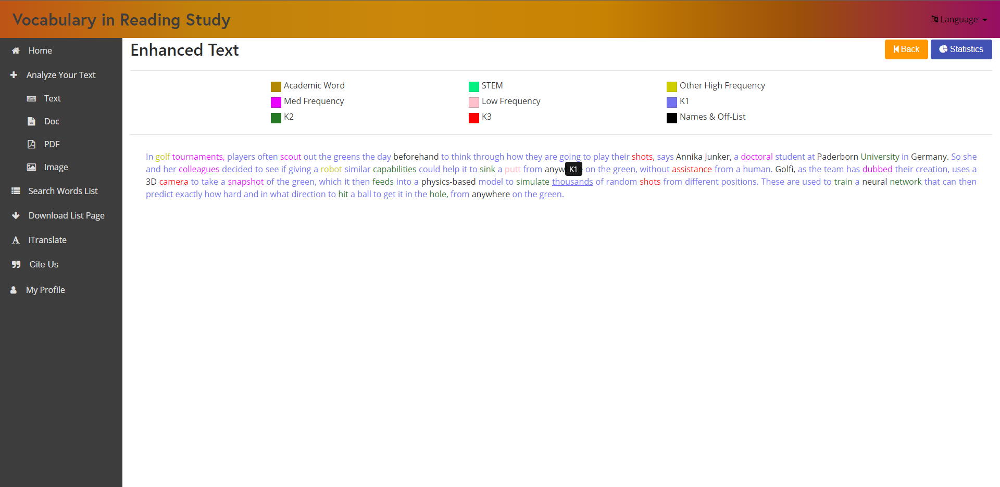 Vocabulary in Reading Study
Language
Home
Analyze Your Text
Text
Doc
PDF
Image
Search Words List
Download List Page
iTranslate
Cite Us
My Profile
Enhanced Text
Back
Statistics
Academic Word
STEM
Other High Frequency
Med Frequency
Low Frequency
K1
K2
K3
Names & Off-List
In golf tournaments, players often scout out the greens the day beforehand to think through how they are going to play their shots, says Annika Junker, a doctoral student at Paderborn University in Germany. So she
and her colleagues decided to see if giving a robot similar capabilities could help it to sink a putt from anyw K1 on the green, without assistance from a human. Golfi, as the team has dubbed their creation, uses a
3D camera to take a snapshot of the green, which it then feeds into a physics-based model to simulate thousands of random shots from different positions. These are used to train a neural network that can then
predict exactly how hard and in what direction to hit a ball to get it in the hole, from anywhere on the green.